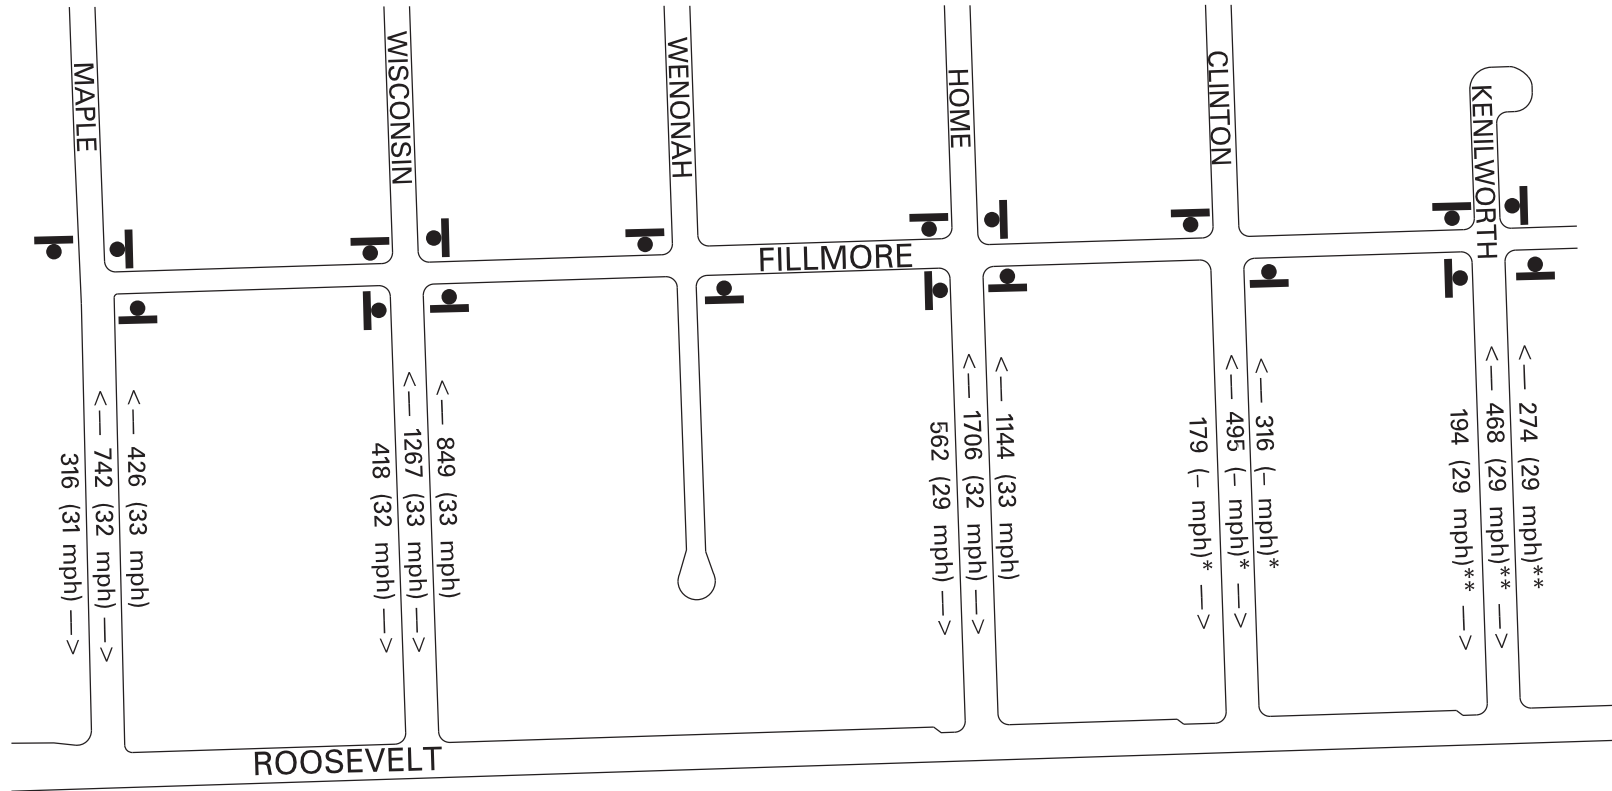 MAPLE
WISCONSIN
WENONAH
HOME
CLINTON
KENILWORTH
FILLMORE
316 (31 mph) —>
<— 742 (32 mph) —>
<— 426 (33 mph)
418 (32 mph) —>
<— 1267 (33 mph) —>
<— 849 (33 mph)
562 (29 mph) —>
<— 1706 (32 mph) —>
<— 1144 (33 mph)
179 (– mph)* —>
<— 495 (– mph)* —>
<— 316 (– mph)*
194 (29 mph)** —>
<— 468 (29 mph)** —>
<— 274 (29 mph)**
ROOSEVELT